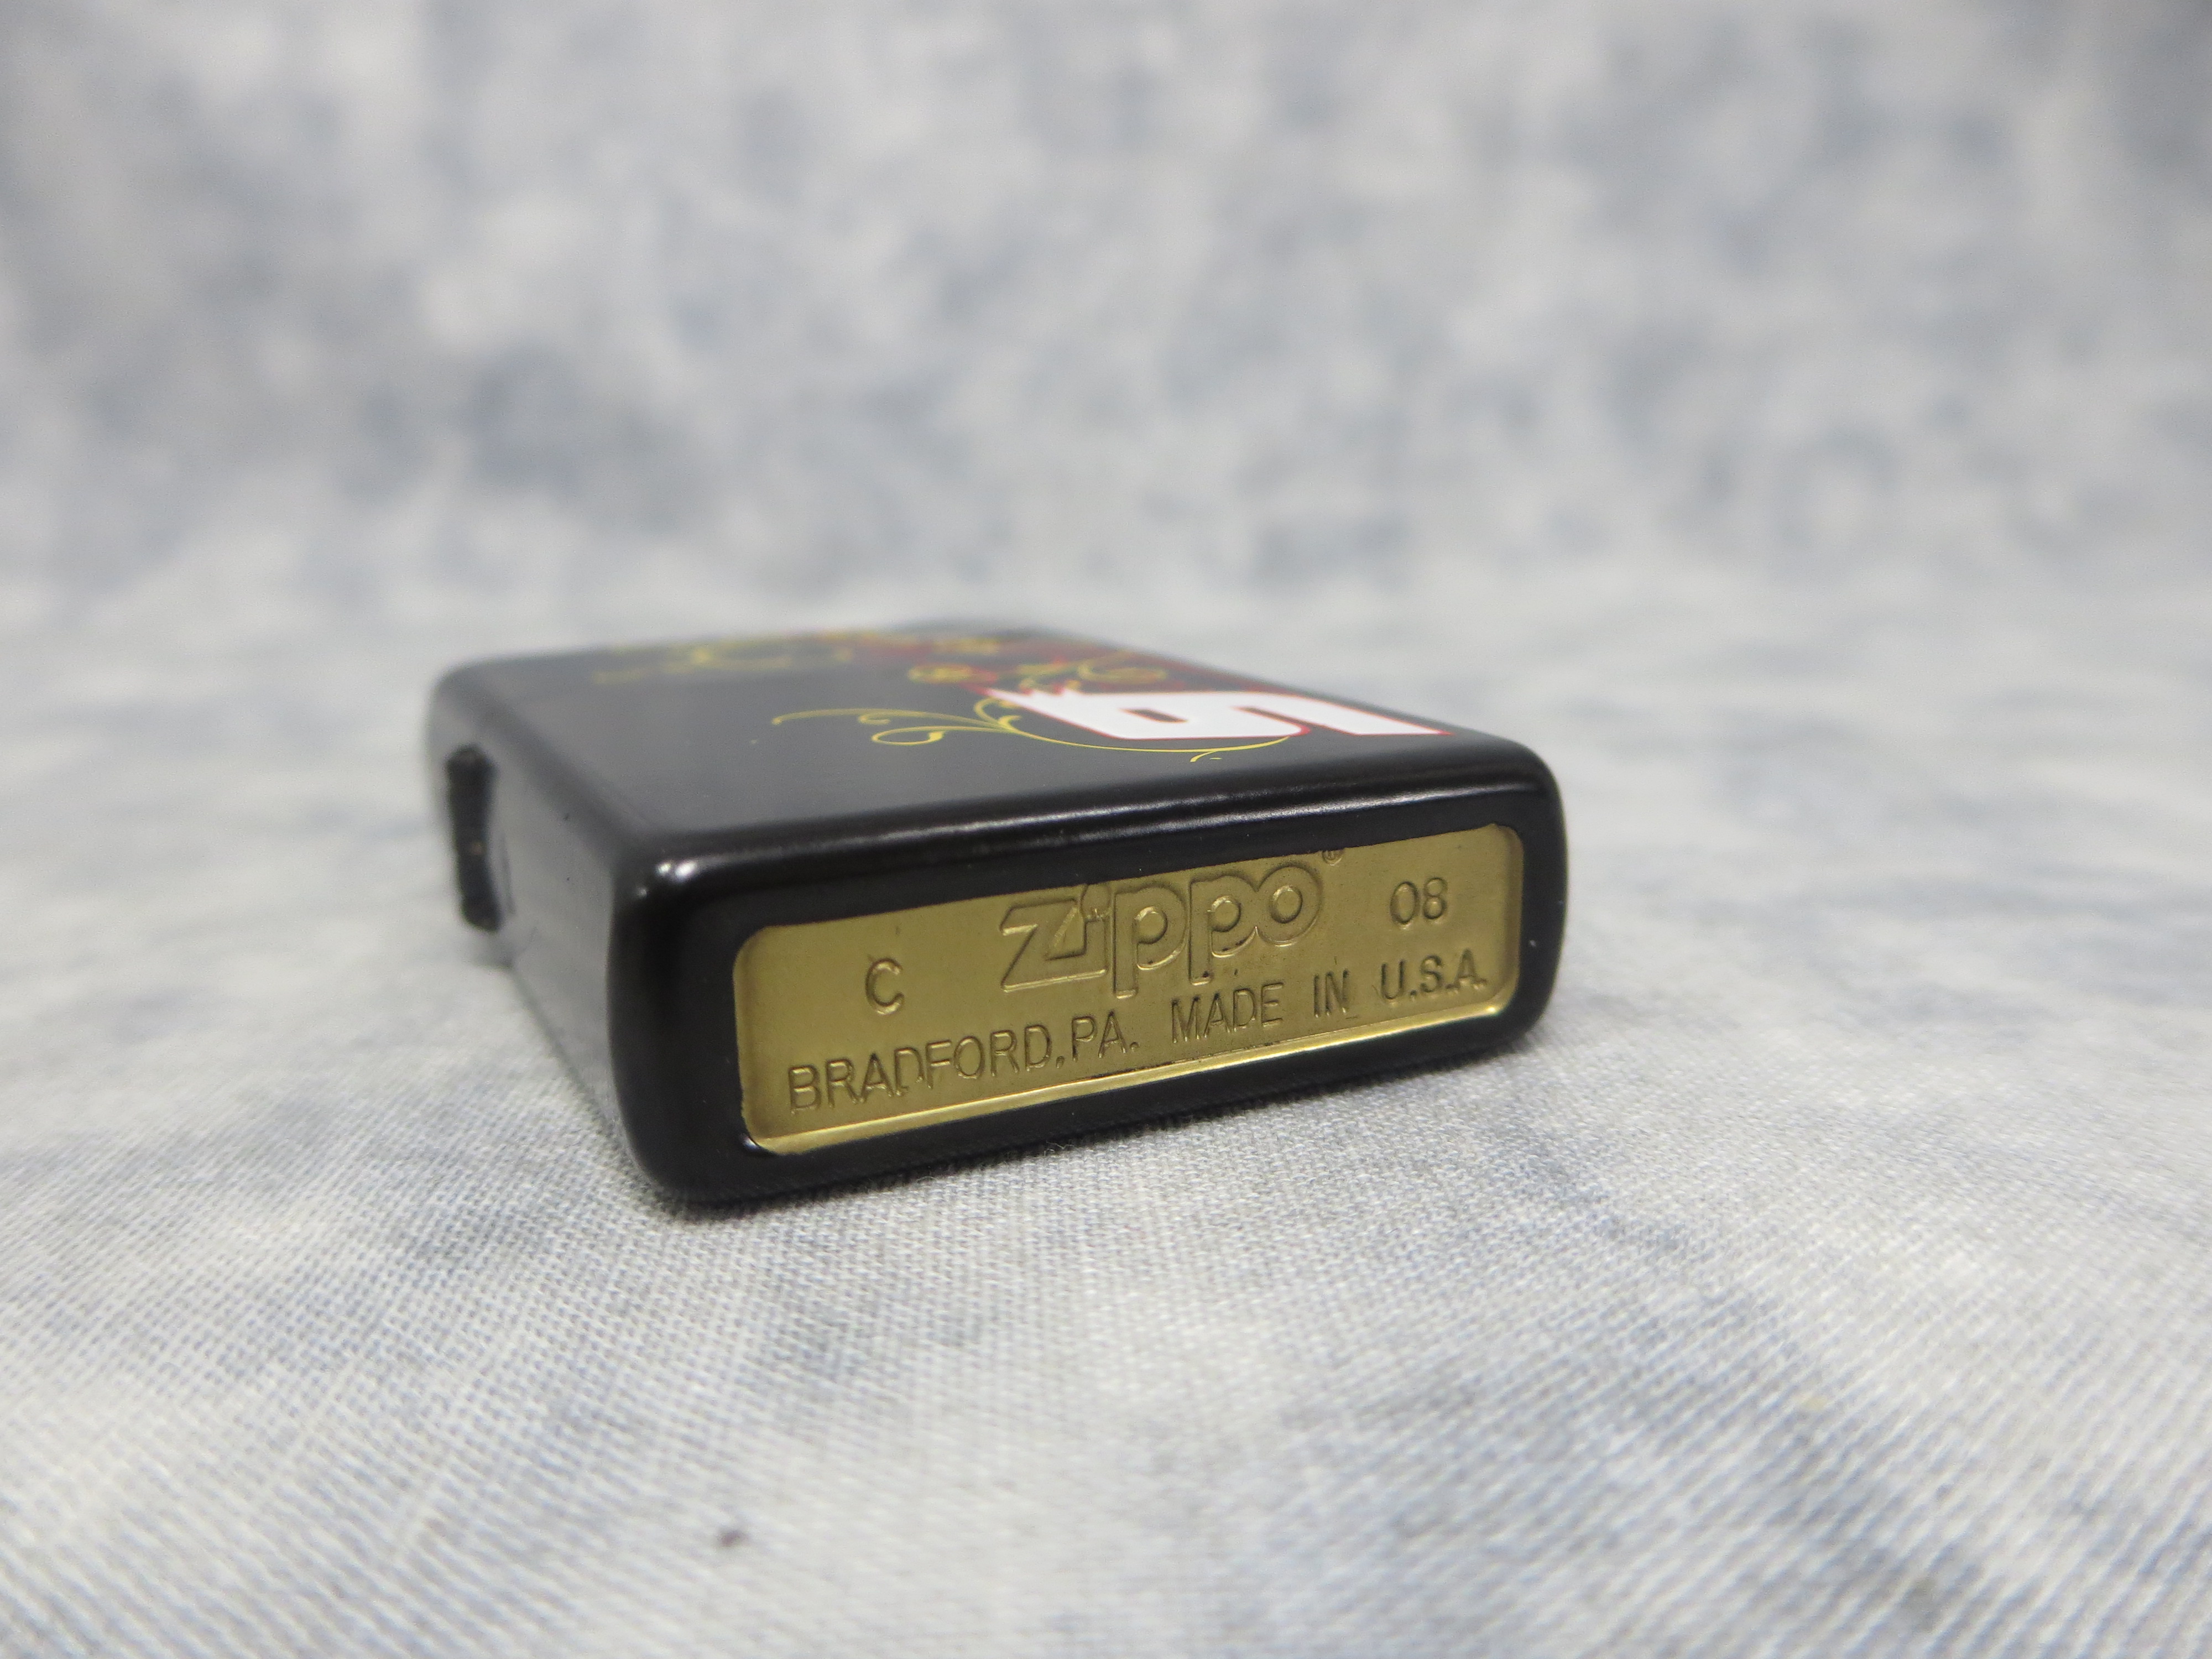 C zippo® 08
BRADFORD, PA. MADE IN U.S.A.